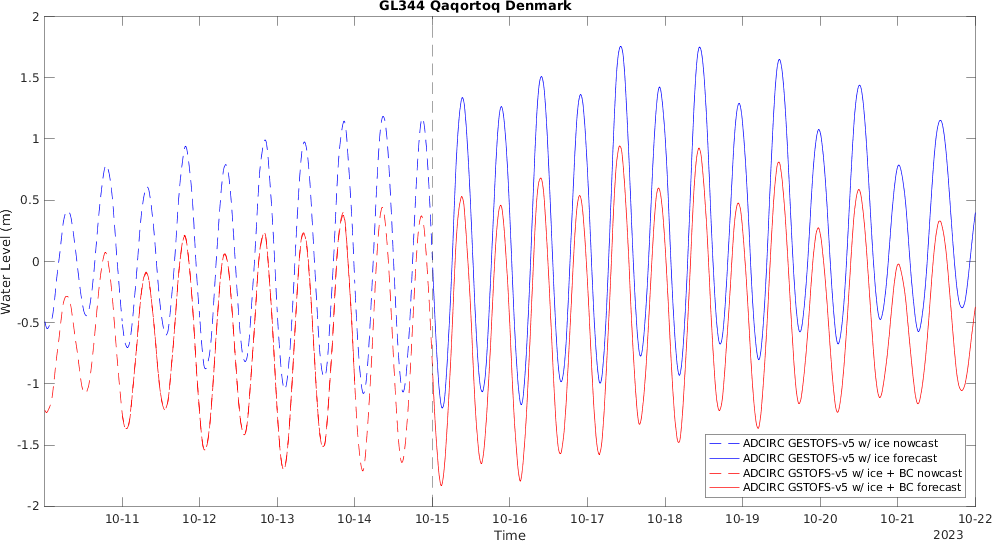 GL344 Qaqortoq Denmark
Water Level (m)
2
1.5
1
0.5
0
-0.5
-1
-1.5
-2
ADCIRC GESTOFS-v5 w/ ice nowcast
ADCIRC GESTOFS-v5 w/ ice forecast
ADCIRC GSTOFS-v5 w/ ice + BC nowcast
ADCIRC GSTOFS-v5 w/ ice + BC forecast
10-11 10-12 10-13 10-14 10-15 10-16 10-17 10-18 10-19 10-20 10-21 10-22
Time
2023